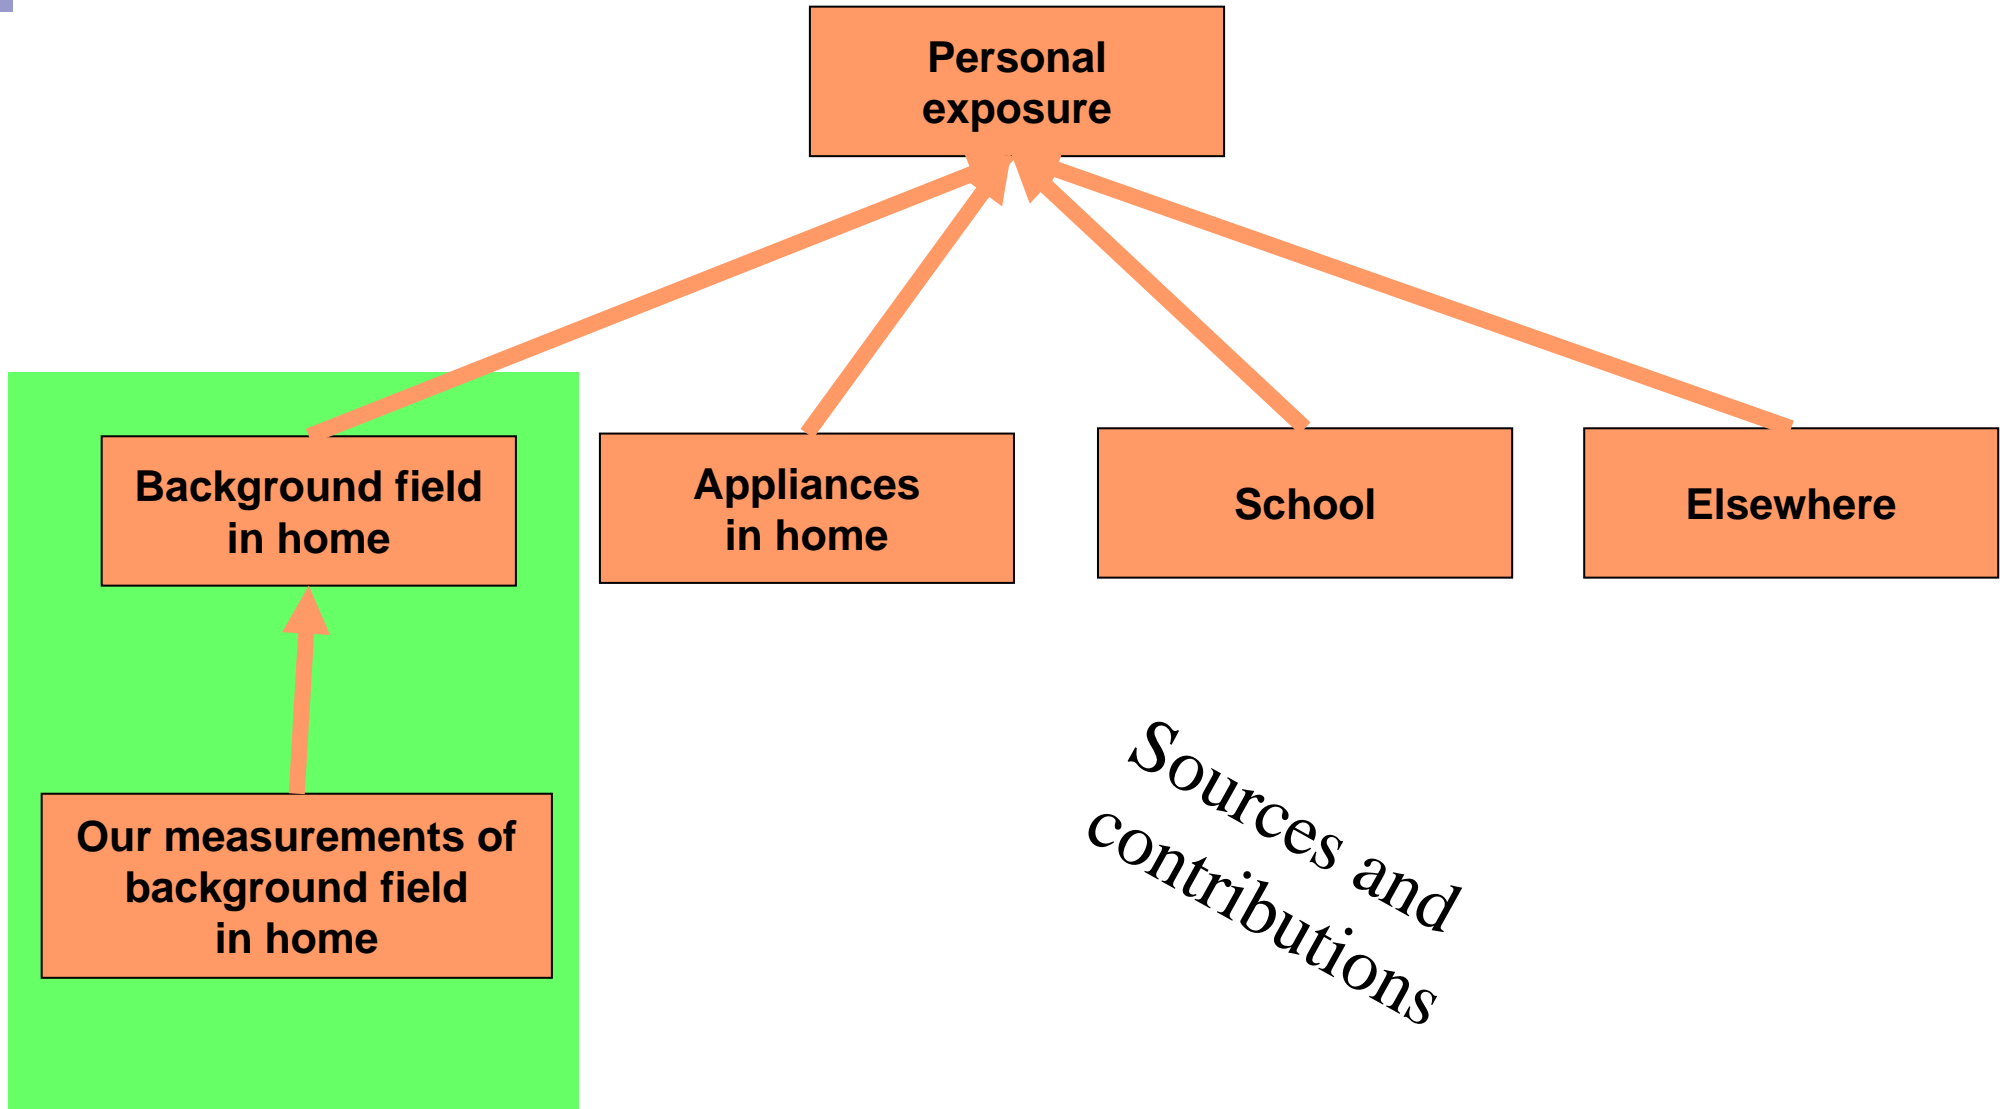 Personal
exposure
Background field
in home
Appliances
in home
School
Elsewhere
Our measurements of
background field
in home
Sources and
contributions